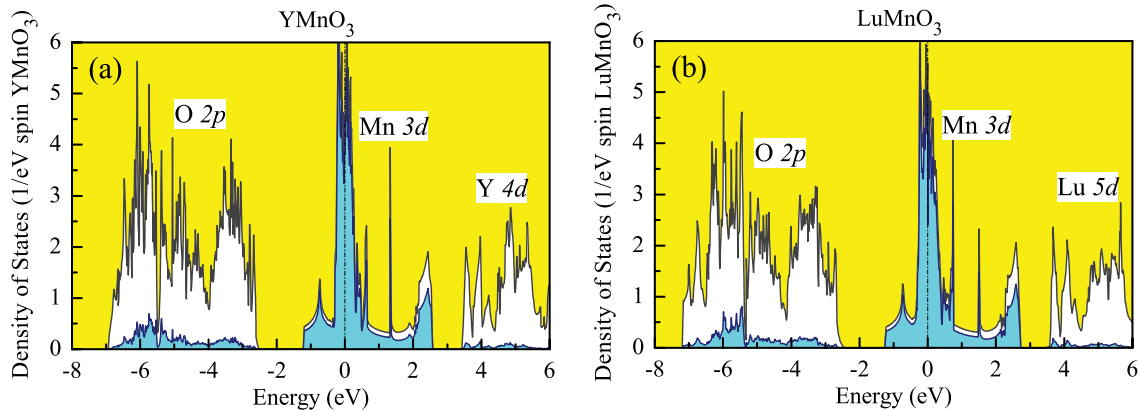 YMnO3
Density of States (1/eV spin YMnO3)
6
5
4
3
2
1
0
(a)
O 2p
Mn 3d
Y 4d
-8 -6 -4 -2 0 2 4 6
Energy (eV)
LuMnO3
Density of States (1/eV spin LuMnO3)
6
5
4
3
2
1
0
(b)
O 2p
Mn 3d
Lu 5d
-8 -6 -4 -2 0 2 4 6
Energy (eV)